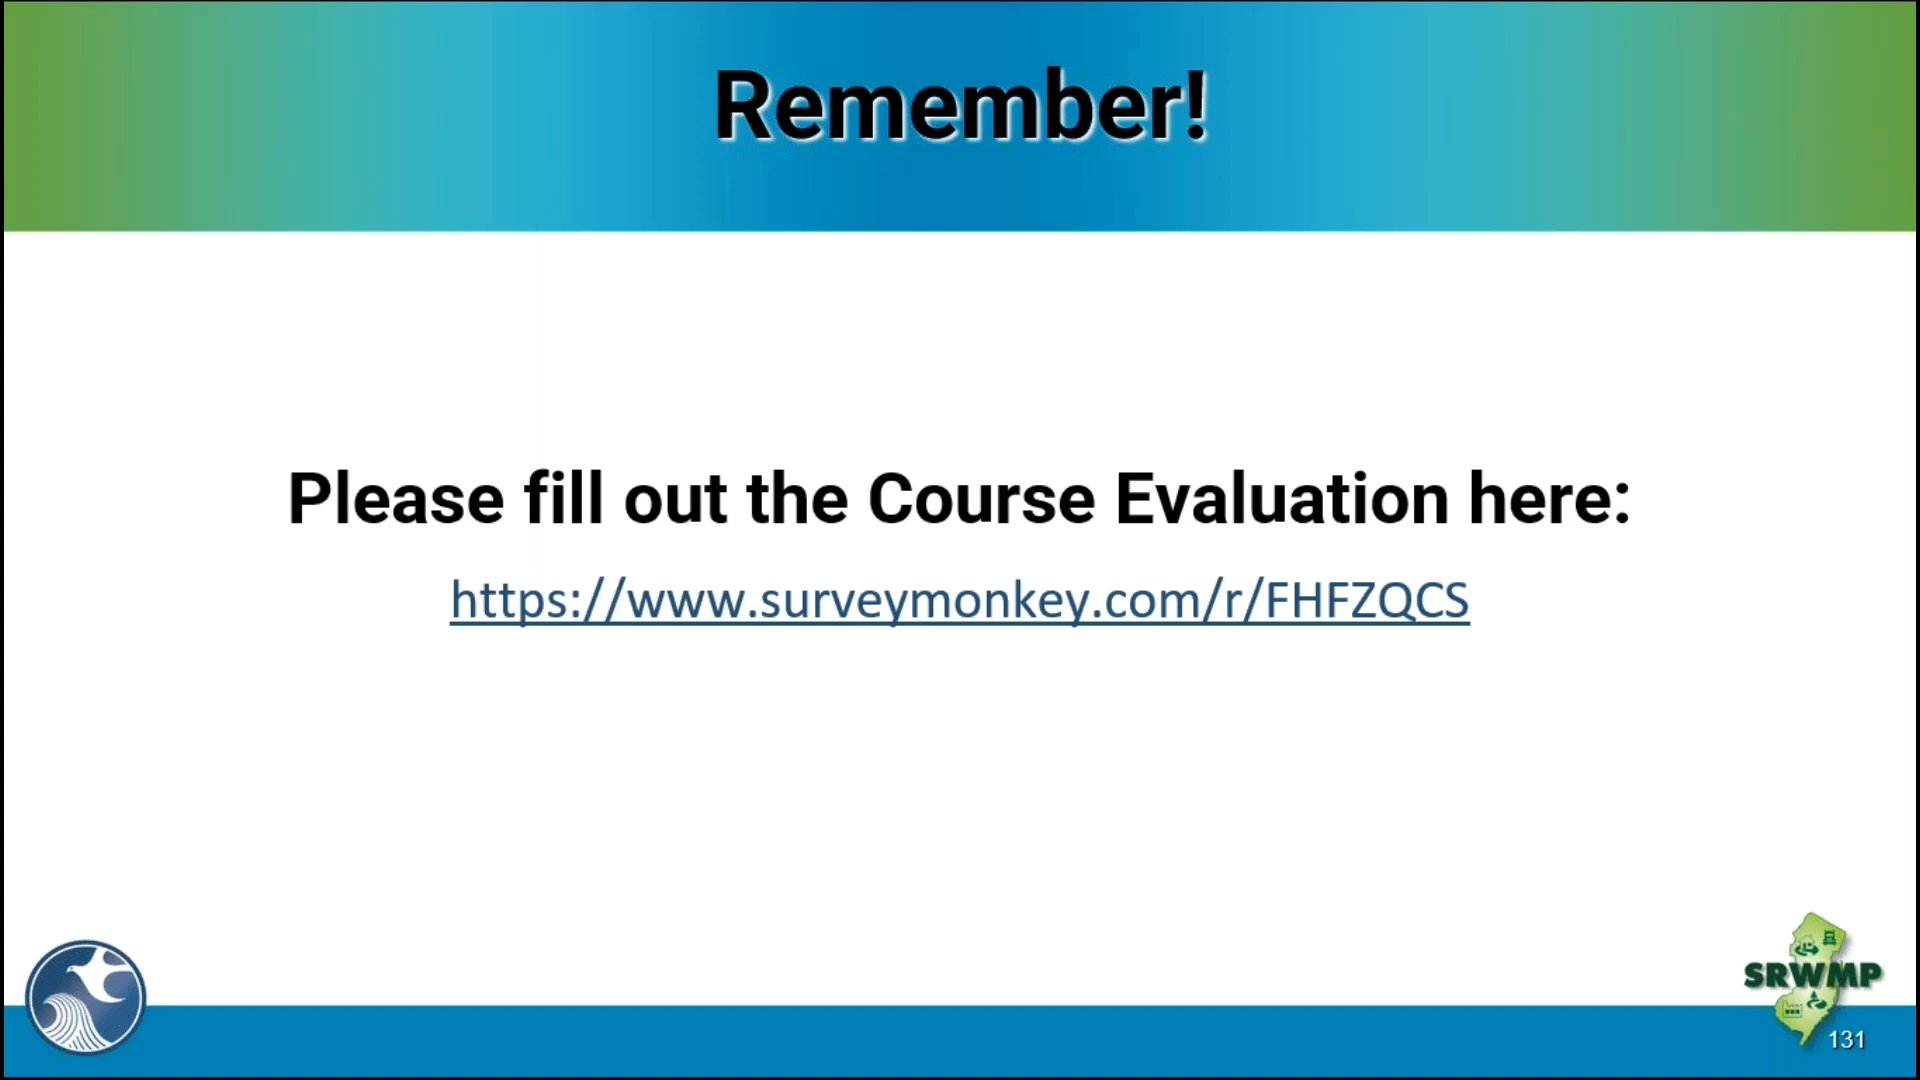 Remember!
Please fill out the Course Evaluation here:
https://www.surveymonkey.com/r/FHFZQCS
SRWMP
131